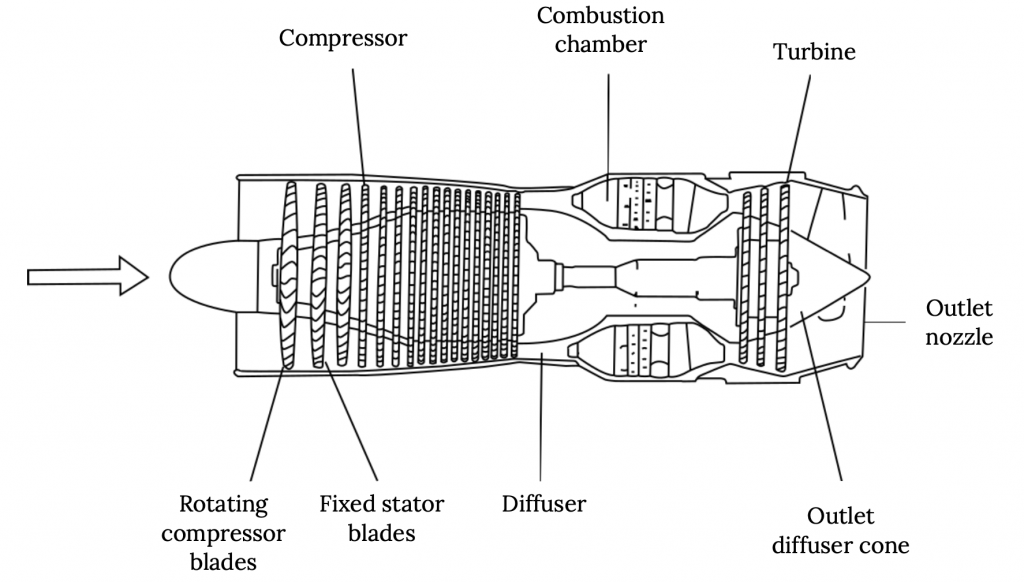 Compressor
Combustion
chamber
Turbine
Outlet
nozzle
Rotating
compressor
blades
Fixed stator
blades
Diffuser
Outlet
diffuser cone